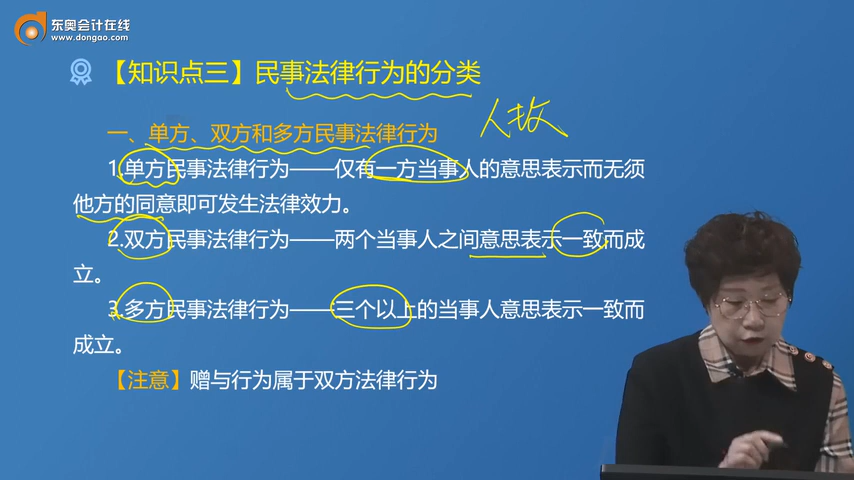 东奥会计在线
www.dongao.com
【知识点三】民事法律行为的分类
一、单方、双方和多方民事法律行为
人数
1.单方民事法律行为——仅有一方当事人的意思表示而无须
他方的同意即可发生法律效力。
2.双方民事法律行为——两个当事人之间意思表示一致而成
立。
3.多方民事法律行为——三个以上的当事人意思表示一致而
成立。
【注意】赠与行为属于双方法律行为